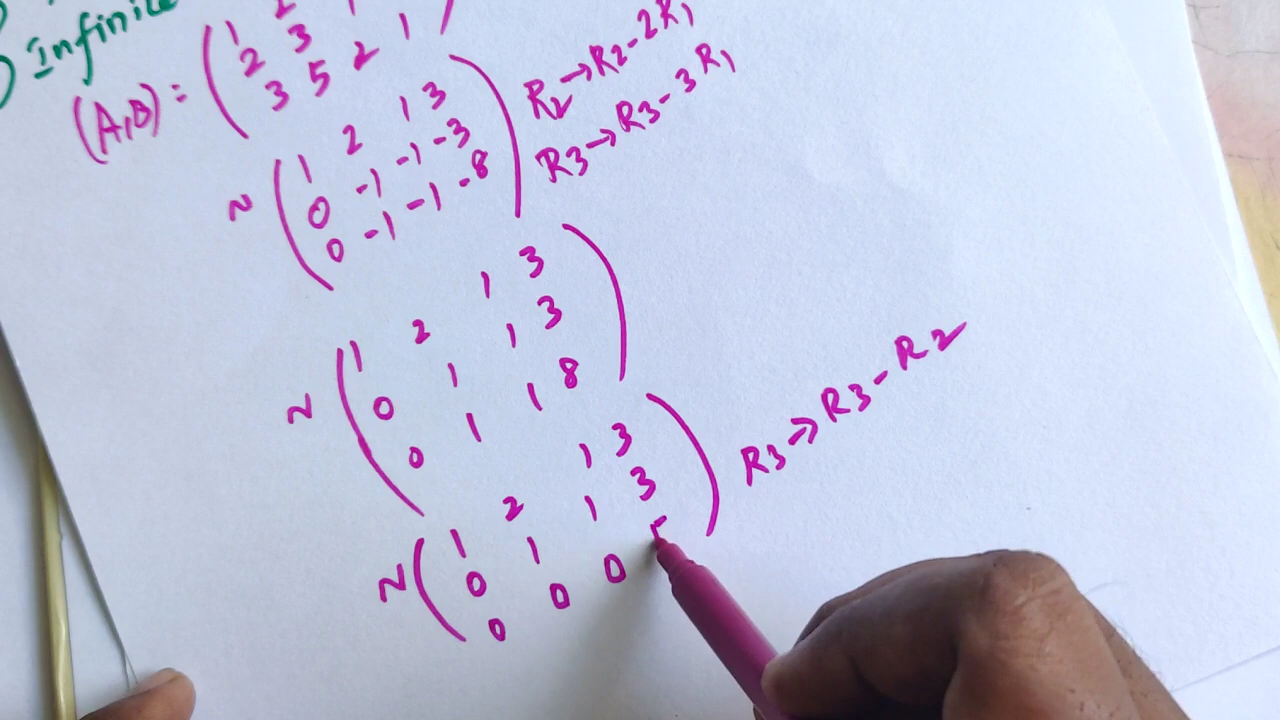 ) Infinite
(A,B) = ( 1 2 1
2 3
3 5 2 1 )
~ ( 1 2 1 3
0 -1 -1 -3
0 -1 -1 -8 )
R2→R2-2R1
R3→R3-3R1
~ ( 1 2 1 3
0 1 1 3
0 1 1 8 )
~ ( 1 2 1 3
0 1 1 3
0 0 0 5 )
R3→R3-R2